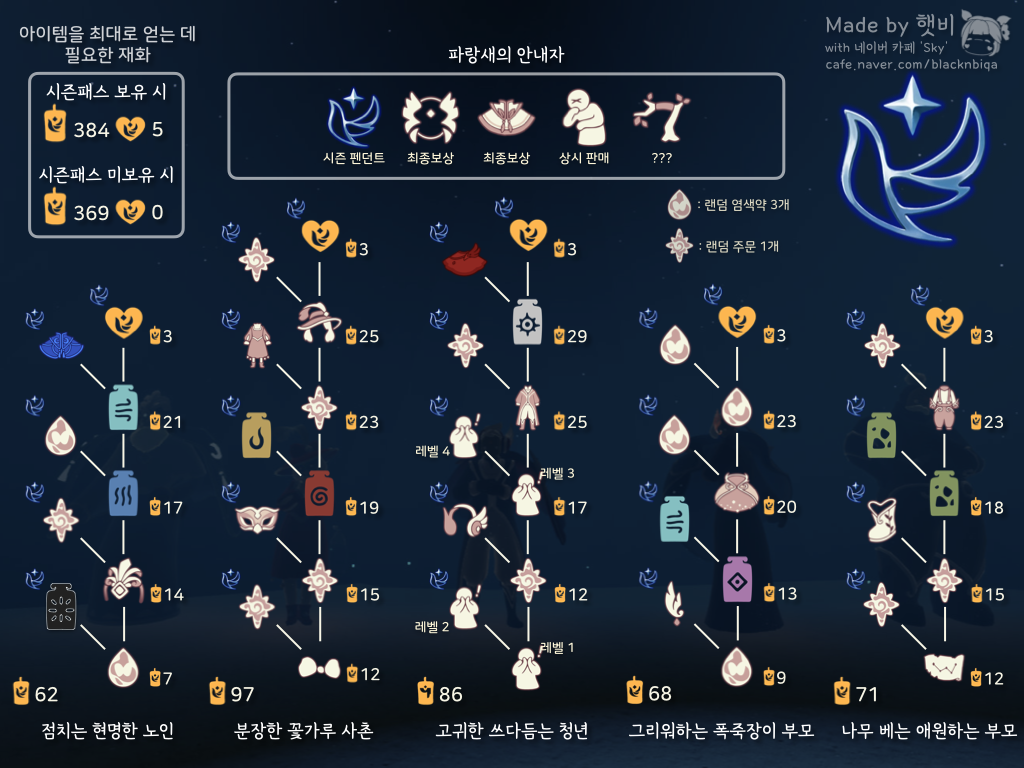 아이템을 최대로 얻는 데
필요한 재화
시즌패스 보유 시
384 5
시즌패스 미보유 시
369 0
파랑새의 안내자
시즌 펜던트 최종보상 최종보상 상시 판매 ???
Made by 햇비
with 네이버 카페 'Sky'
cafe.naver.com/blacknbiqa
: 랜덤 염색약 3개
: 랜덤 주문 1개
3
21
17
14
7
62
점치는 현명한 노인
3
25
23
19
15
12
97
분장한 꽃가루 사촌
3
29
25
레벨 4
레벨 3
17
12
레벨 2
레벨 1
86
고귀한 쓰다듬는 청년
3
23
20
13
9
68
그리워하는 폭죽장이 부모
3
23
18
15
12
71
나무 베는 애원하는 부모